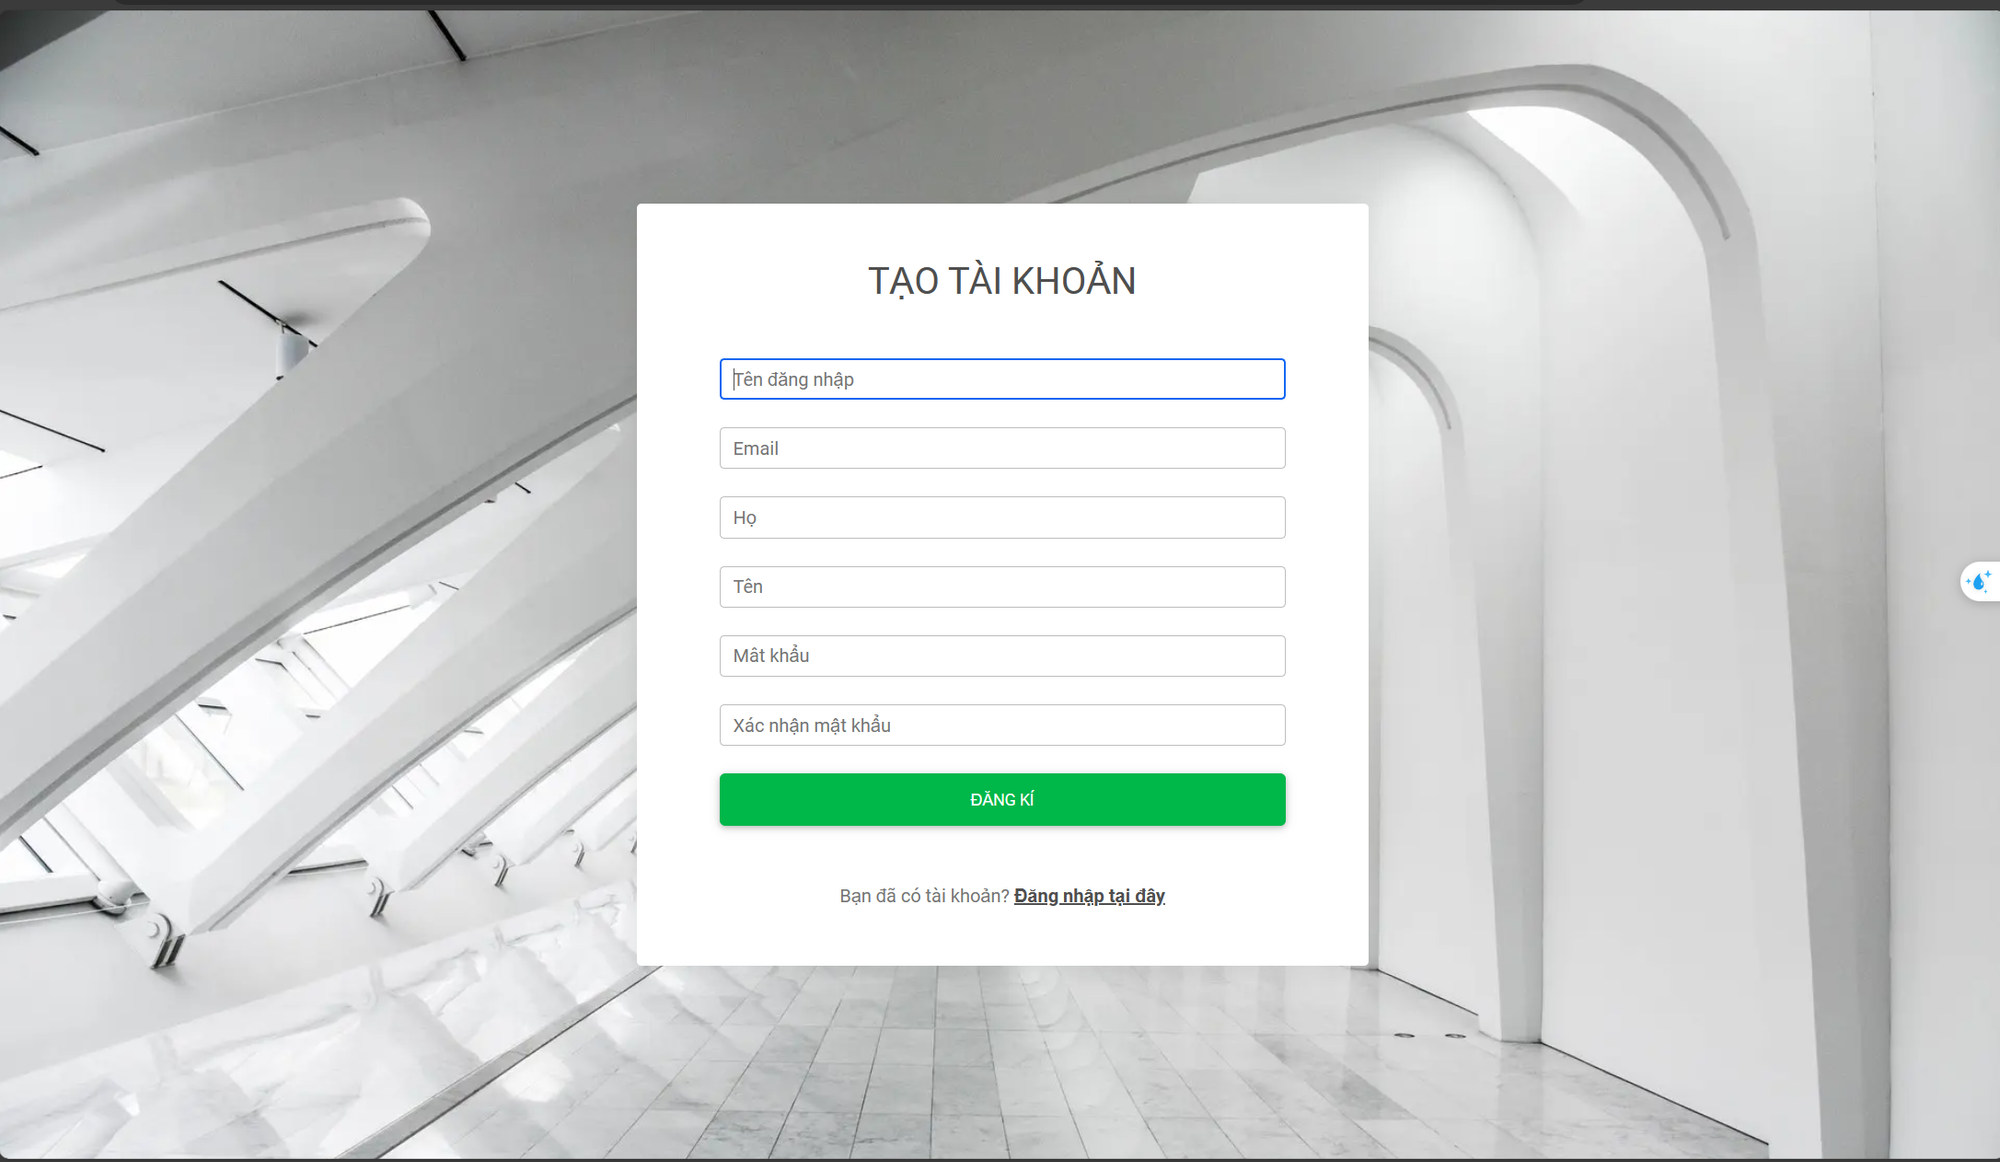 TẠO TÀI KHOẢN
Tên đăng nhập
Email
Họ
Tên
Mât khẩu
Xác nhận mật khẩu
ĐĂNG KÍ
Bạn đã có tài khoản? Đăng nhập tại đây